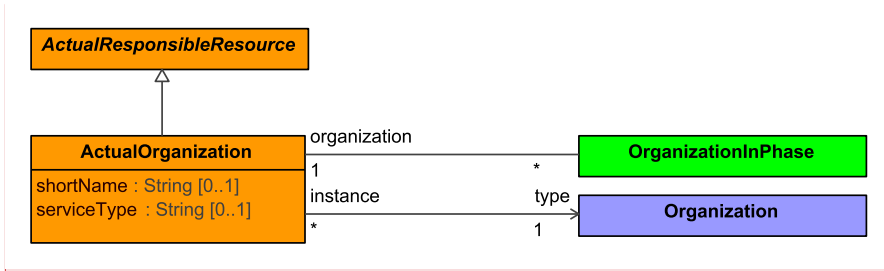 ActualResponsibleResource
ActualOrganization
shortName : String [0..1]
serviceType : String [0..1]
organization
1
*
OrganizationInPhase
instance
type
*
1
Organization